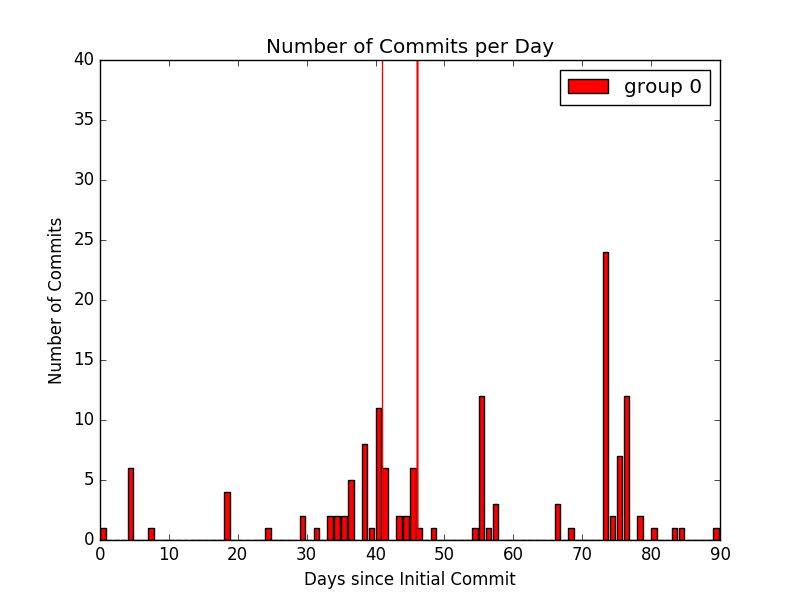 Number of Commits per Day
group 0
Number of Commits
40
35
30
25
20
15
10
5
0
0 10 20 30 40 50 60 70 80 90
Days since Initial Commit